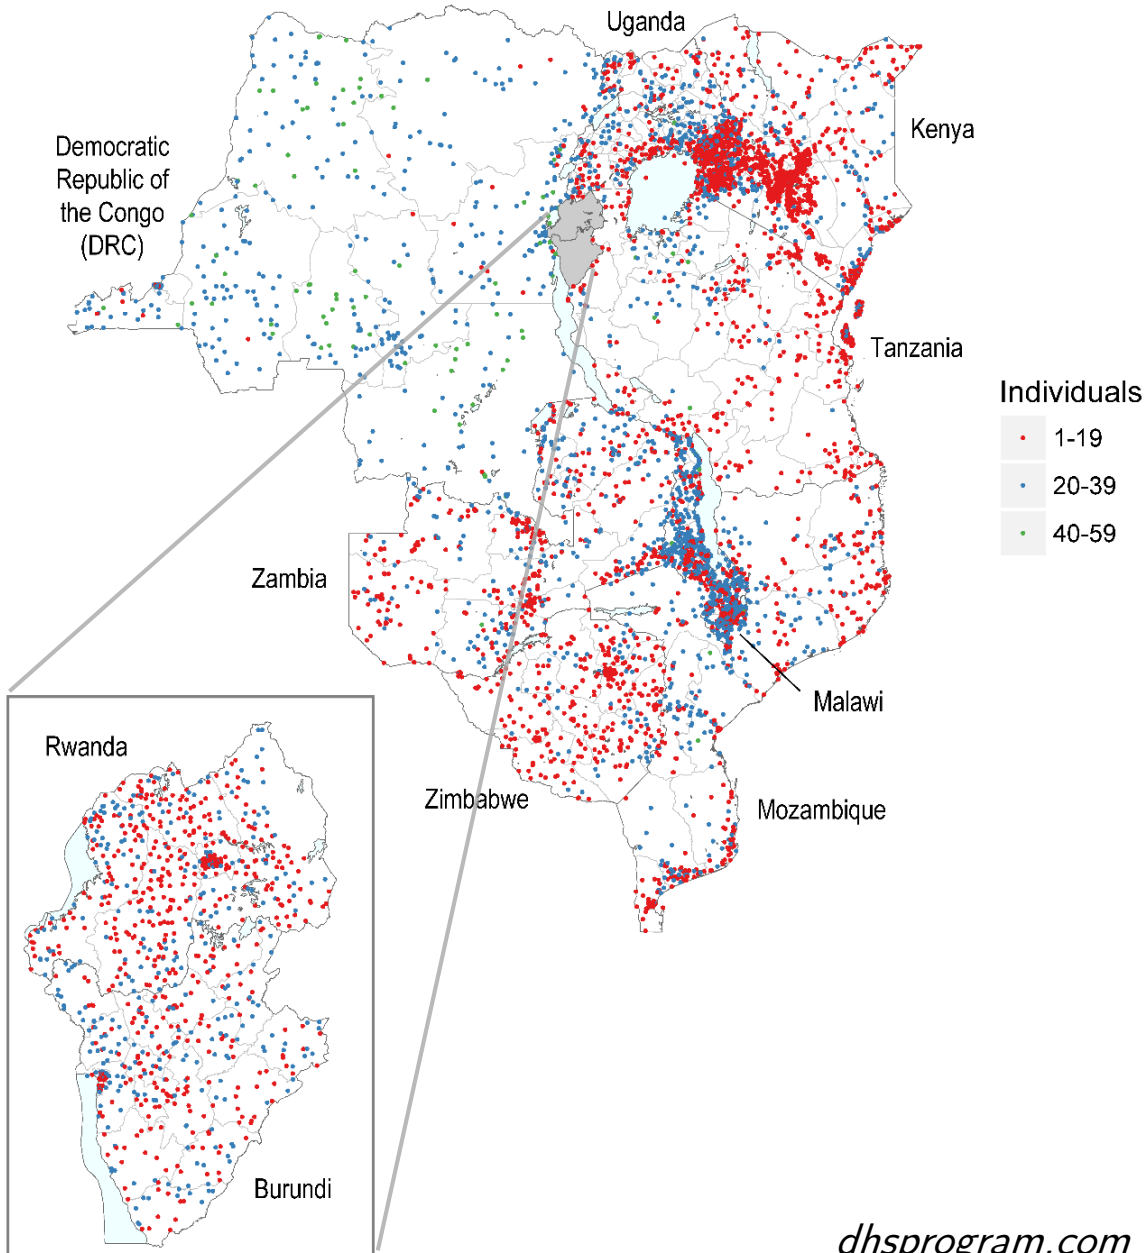 Uganda
Kenya
Democratic
Republic of
the Congo
(DRC)
Tanzania
Individuals
1-19
20-39
40-59
Zambia
Malawi
Rwanda
Zimbabwe
Mozambique
Burundi
dhsprogram.com